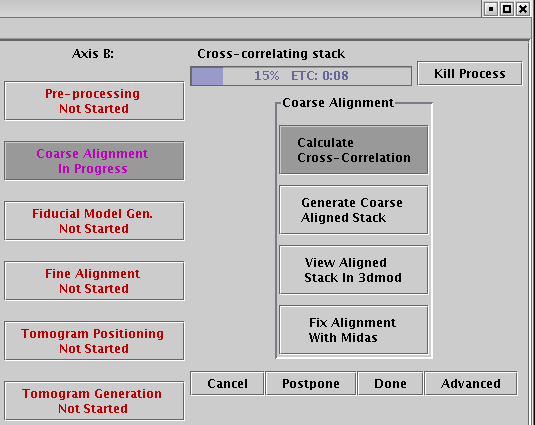 Axis B:
Pre-processing
Not Started
Coarse Alignment
In Progress
Fiducial Model Gen.
Not Started
Fine Alignment
Not Started
Tomogram Positioning
Not Started
Tomogram Generation
Not Started
Cross-correlating stack
15% ETC: 0:08
Kill Process
Coarse Alignment
Calculate
Cross-Correlation
Generate Coarse
Aligned Stack
View Aligned
Stack In 3dmod
Fix Alignment
With Midas
Cancel
Postpone
Done
Advanced